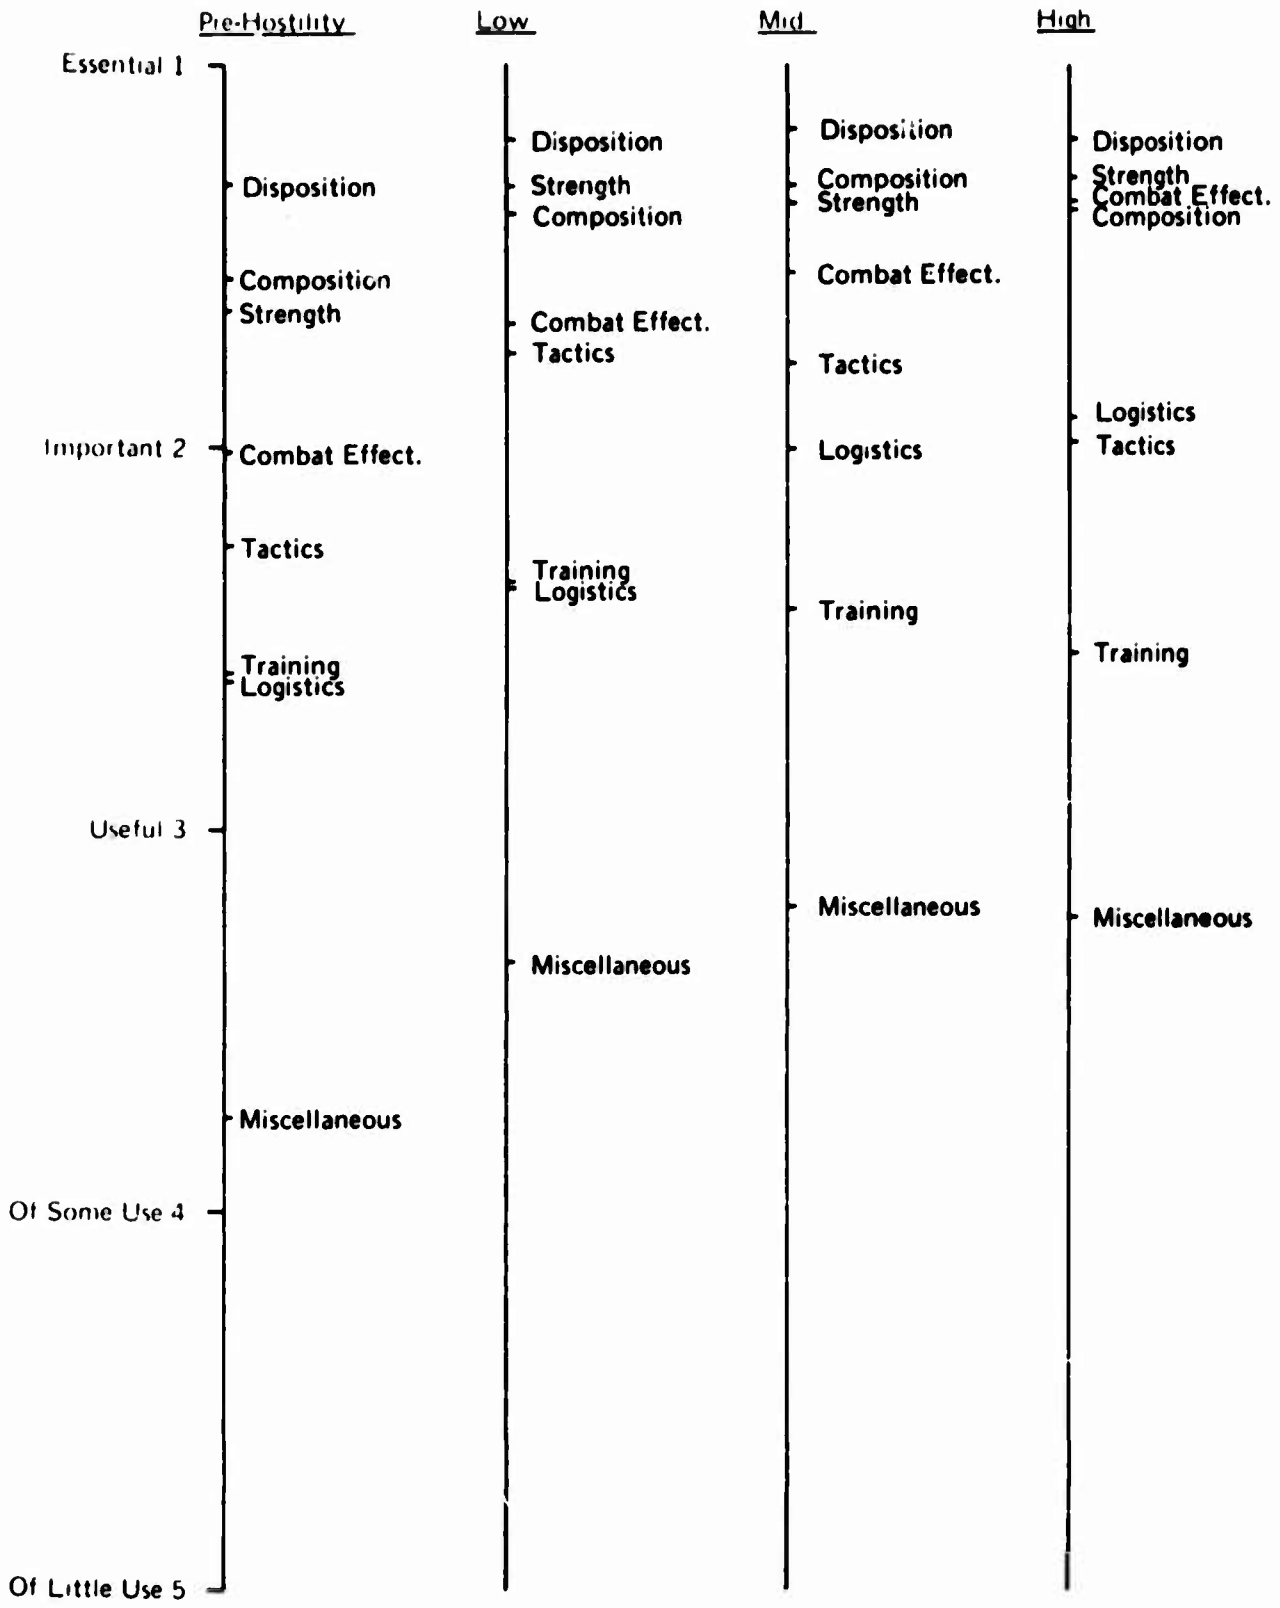 Pre-Hostility Low Mid High
Essential 1
Disposition
Composition
Strength
Important 2
Combat Effect.
Tactics
Training
Logistics
Useful 3
Miscellaneous
Of Some Use 4
Of Little Use 5
Disposition
Strength
Composition
Combat Effect.
Tactics
Training
Logistics
Miscellaneous
Disposition
Composition
Strength
Combat Effect.
Tactics
Logistics
Training
Miscellaneous
Disposition
Strength
Combat Effect.
Composition
Logistics
Tactics
Training
Miscellaneous